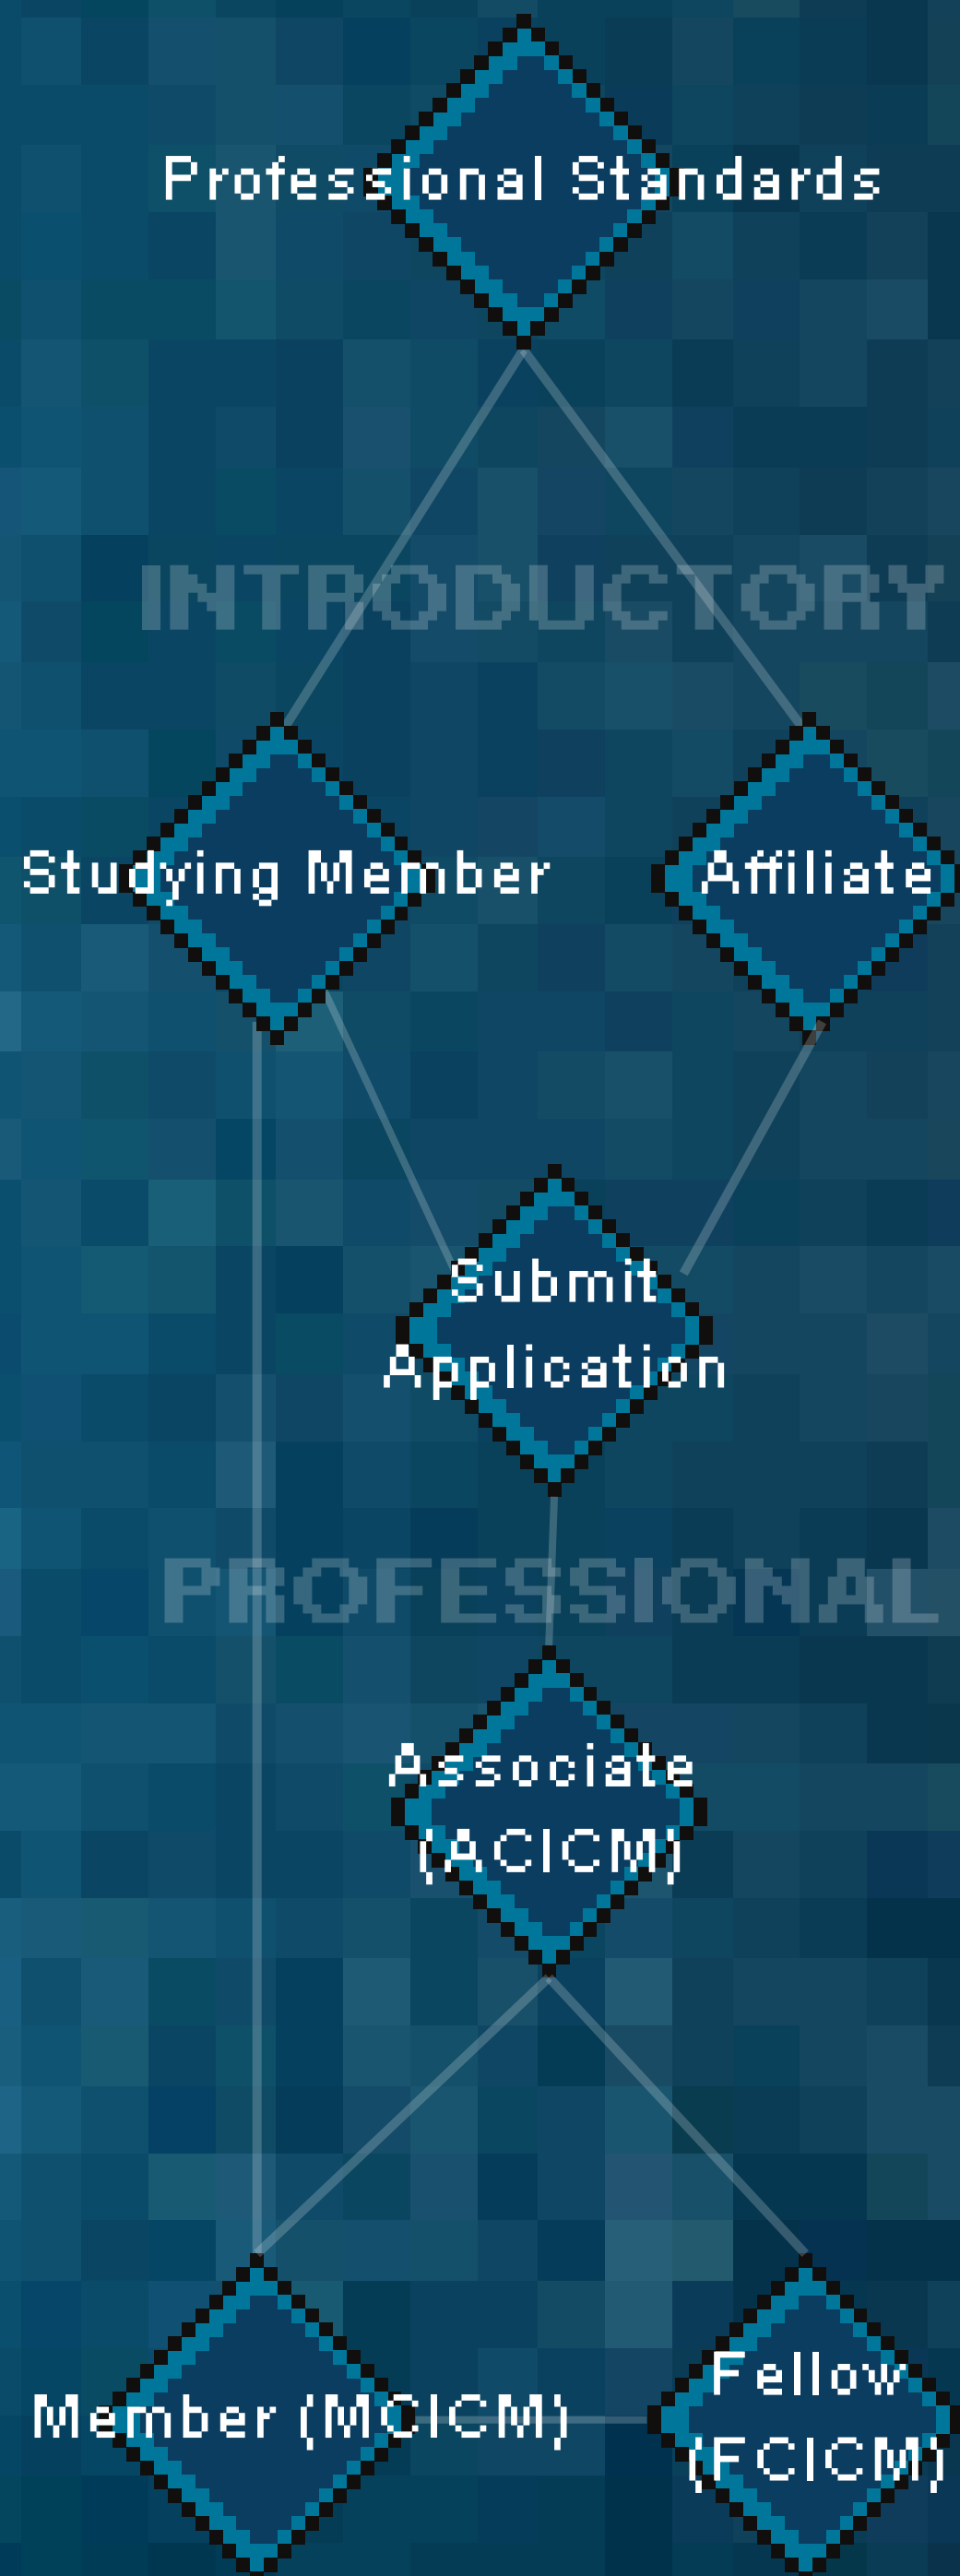 Professional Standards
INTRODUCTORY
Studying Member
Affiliate
Submit
Application
PROFESSIONAL
Associate
(ACICM)
Member (MCICM)
Fellow
(FCICM)